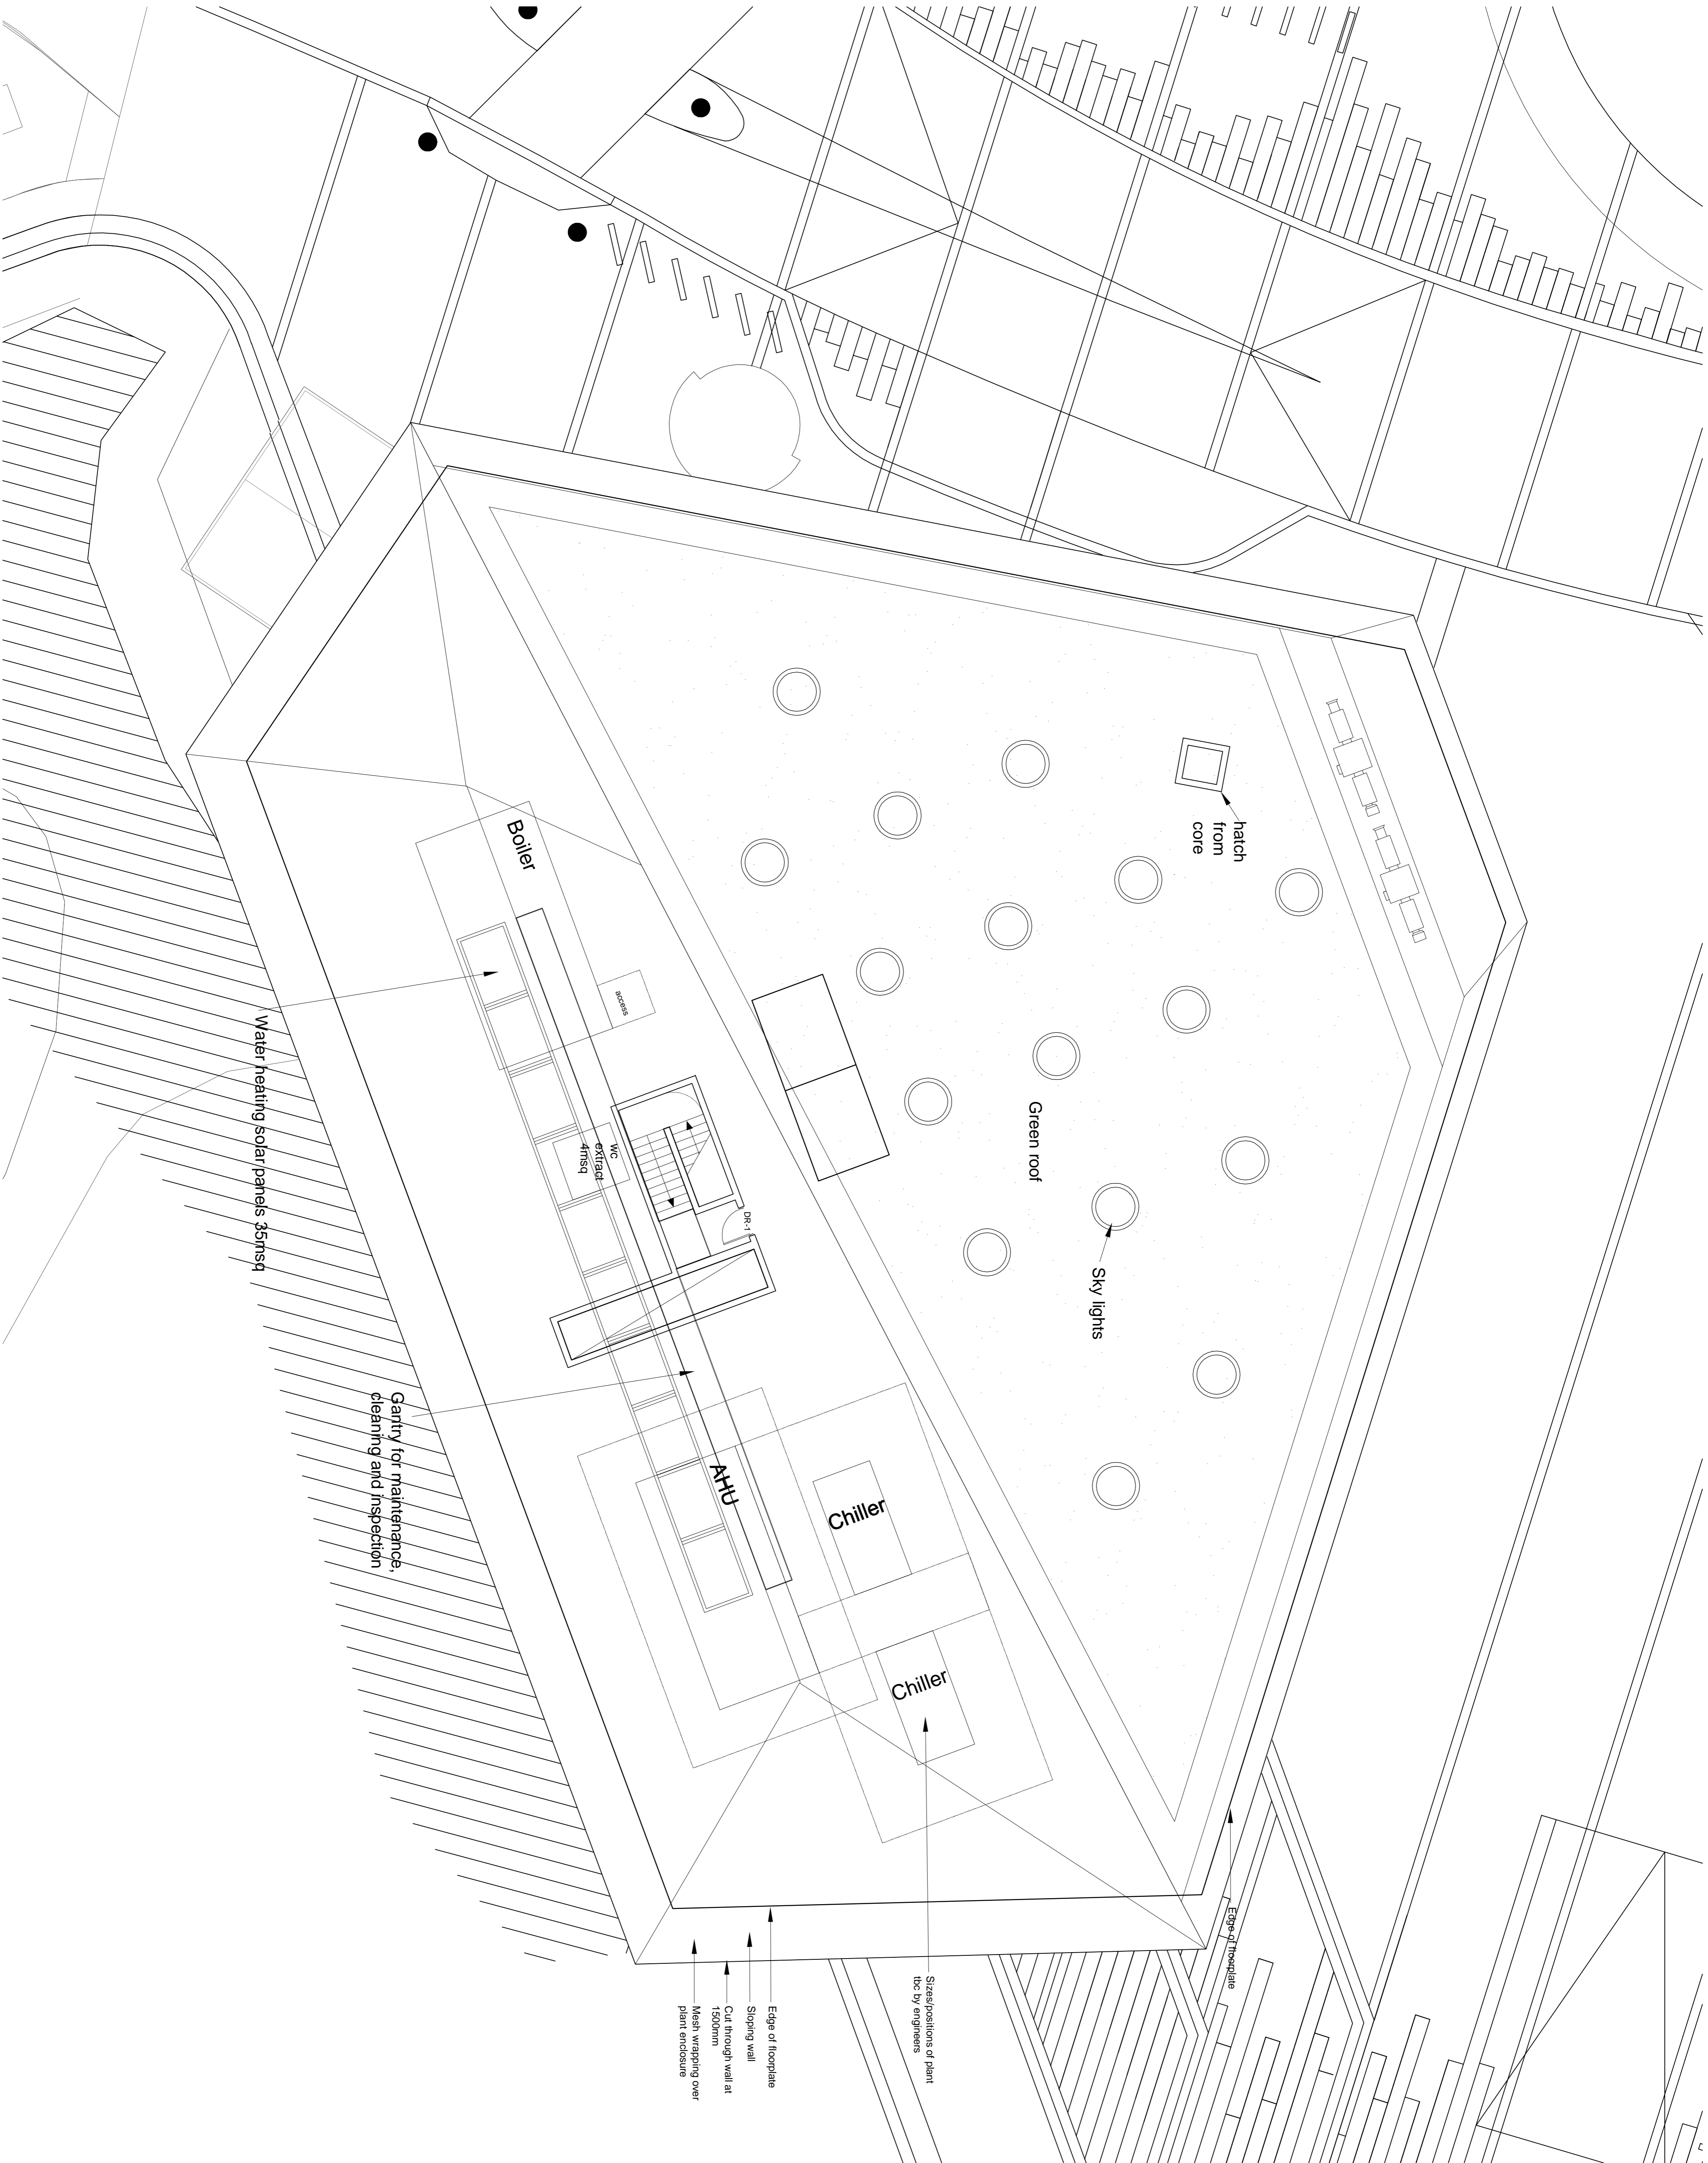 hatch
from
core
Boiler
access
Water heating solar panels 35msq
wc
extract
4msq
DR-1
Green roof
Sky lights
Gantry for maintenance,
cleaning and inspection
AHU
Chiller
Chiller
Edge of floorplate
Sizes/positions of plant
tbc by engineers
Edge of floorplate
Sloping wall
Cut through wall at
1500mm
Mesh wrapping over
plant enclosure